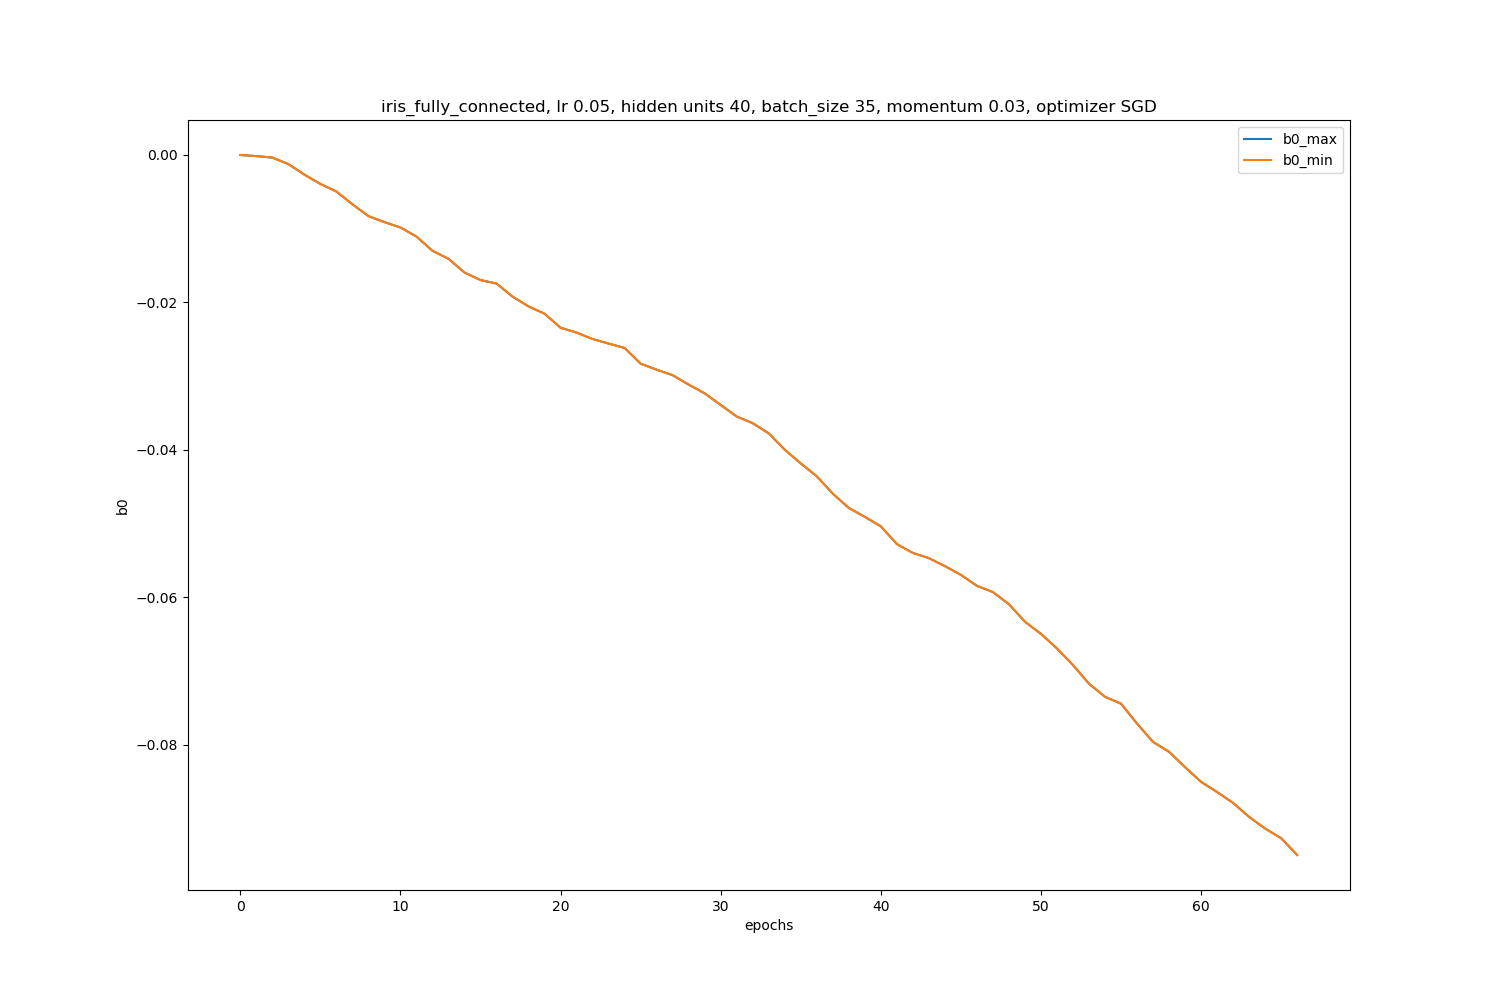 iris_fully_connected, lr 0.05, hidden units 40, batch_size 35, momentum 0.03, optimizer SGD
b0_max
b0_min
0.00
−0.02
−0.04
−0.06
−0.08
b0
0 10 20 30 40 50 60
epochs